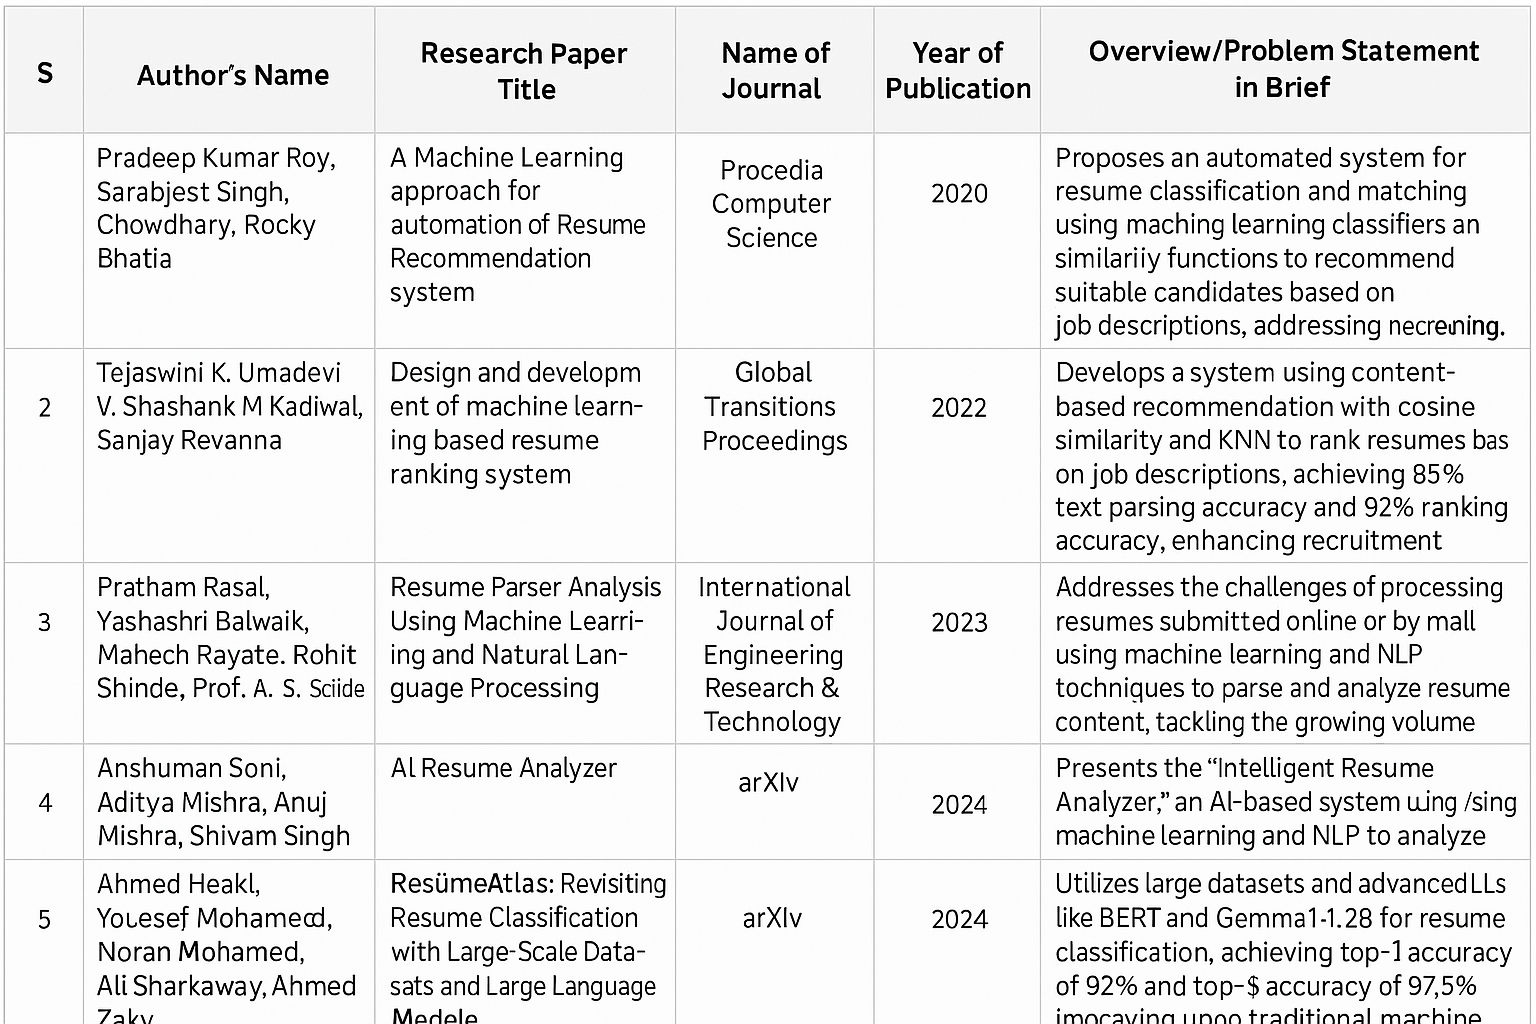 S
Author's Name
Research Paper
Title
Name of
Journal
Year of
Publication
Overview/Problem Statement
in Brief
Pradeep Kumar Roy,
Sarabjest Singh,
Chowdhary, Rocky
Bhatia
A Machine Learning
approach for
automation of Resume
Recommendation
system
Procedia
Computer
Science
2020
Proposes an automated system for
resume classification and matching
using maching learning classifiers an
similariiy functions to recommend
suitable candidates based on
job descriptions, addressing necrening.
2
Tejaswini K. Umadevi
V. Shashank M Kadiwal,
Sanjay Revanna
Design and developm
ent of machine learn-
ing based resume
ranking system
Global
Transitions
Proceedings
2022
Develops a system using content-
based recommendation with cosine
similarity and KNN to rank resumes bas
on job descriptions, achieving 85%
text parsing accuracy and 92% ranking
accuracy, enhancing recruitment
3
Pratham Rasal,
Yashashri Balwaik,
Mahech Rayate. Rohit
Shinde, Prof. A. S. Sciide
Resume Parser Analysis
Using Machine Learri-
ing and Natural Lan-
guage Processing
International
Journal of
Engineering
Research &
Technology
2023
Addresses the challenges of processing
resumes submitted online or by mall
using machine learning and NLP
tochniques to parse and analyze resume
content, tackling the growing volume
4
Anshuman Soni,
Aditya Mishra, Anuj
Mishra, Shivam Singh
Al Resume Analyzer
arXIv
2024
Presents the “Intelligent Resume
Analyzer,” an Al-based system /sing
machine learning and NLP to analyze
5
Ahmed Heakl,
Mohamed,
Noran Mohamed,
Ali Sharkaway, Ahmed
Zaky
ResümeAtlas: Revisiting
Resume Classification
with Large-Scale Data-
sats and Large Language
Medele
arXIv
2024
Utilizes large datasets and advanced LLs
like BERT and Gemma1-1.28 for resume
classification, achieving top-1 accuracy
of 92% and top-$ accuracy of 97,5%
traditional machine